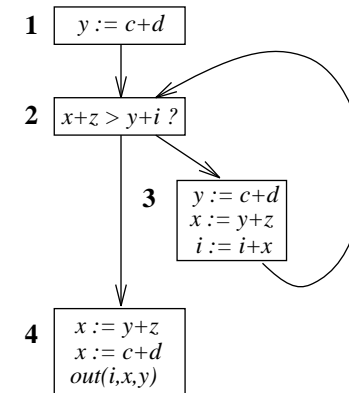 1 y := c+d
2 x+z > y+i ?
3 y := c+d
x := y+z
i := i+x
4 x := y+z
x := c+d
out(i,x,y)